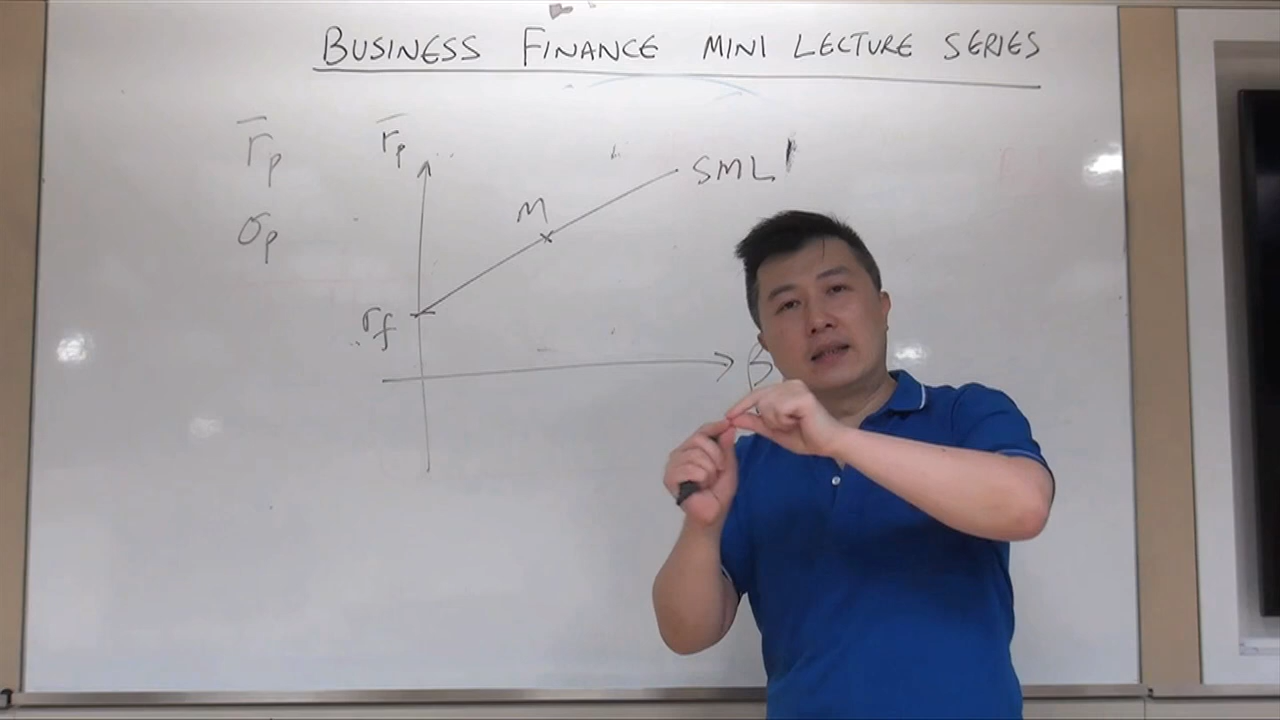 BUSINESS FINANCE MINI LECTURE SERIES
r̄p
σp
r̄p
SML
M
rf
β